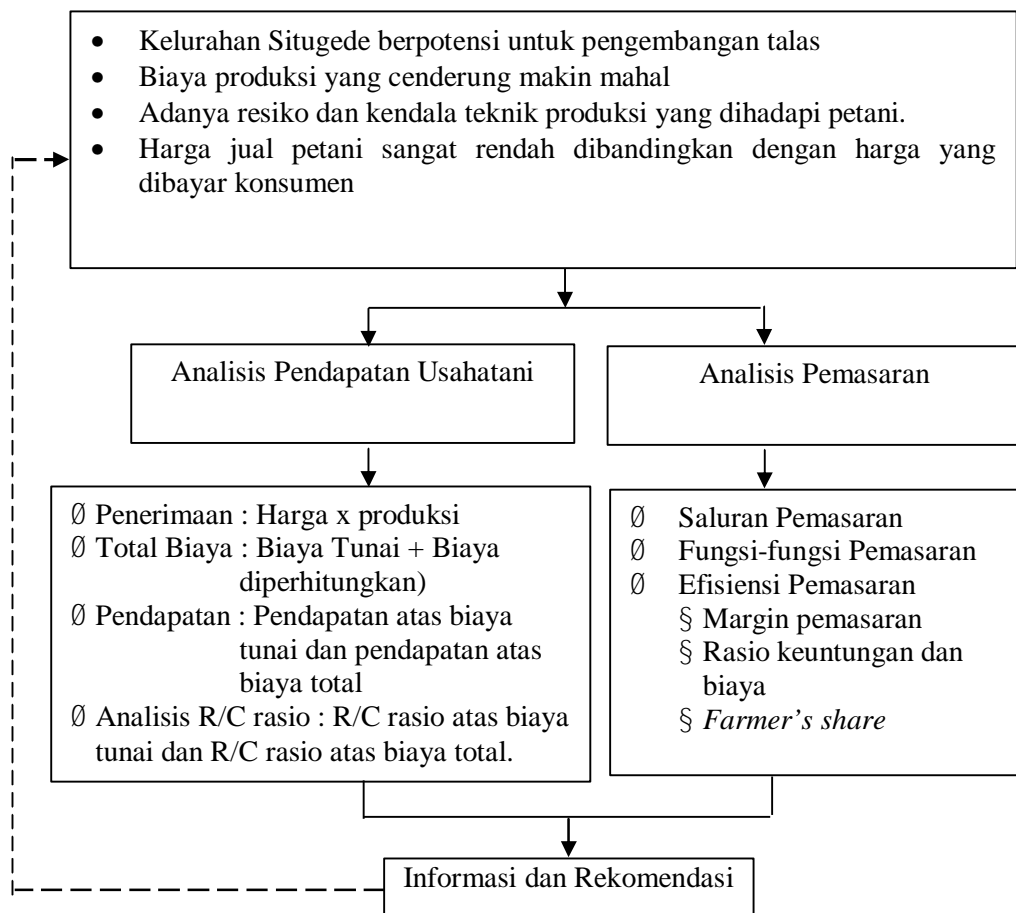 • Kelurahan Situgede berpotensi untuk pengembangan talas
• Biaya produksi yang cenderung makin mahal
• Adanya resiko dan kendala teknik produksi yang dihadapi petani.
• Harga jual petani sangat rendah dibandingkan dengan harga yang
dibayar konsumen
Analisis Pendapatan Usahatani
Analisis Pemasaran
Ø Penerimaan : Harga x produksi
Ø Total Biaya : Biaya Tunai + Biaya
diperhitungkan)
Ø Pendapatan : Pendapatan atas biaya
tunai dan pendapatan atas
biaya total
Ø Analisis R/C rasio : R/C rasio atas biaya
tunai dan R/C rasio atas biaya total.
Ø Saluran Pemasaran
Ø Fungsi-fungsi Pemasaran
Ø Efisiensi Pemasaran
§ Margin pemasaran
§ Rasio keuntungan dan
biaya
§ Farmer’s share
Informasi dan Rekomendasi